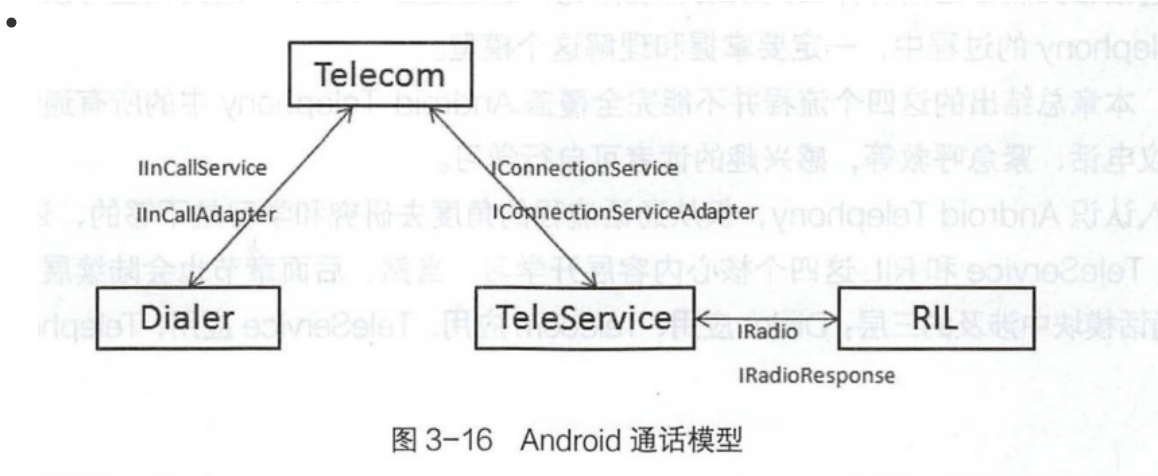 Telecom
IInCallService
IInCallAdapter
IConnectionService
IConnectionServiceAdapter
Dialer
TeleService
RIL
IRadio
IRadioResponse
图 3-16 Android 通话模型